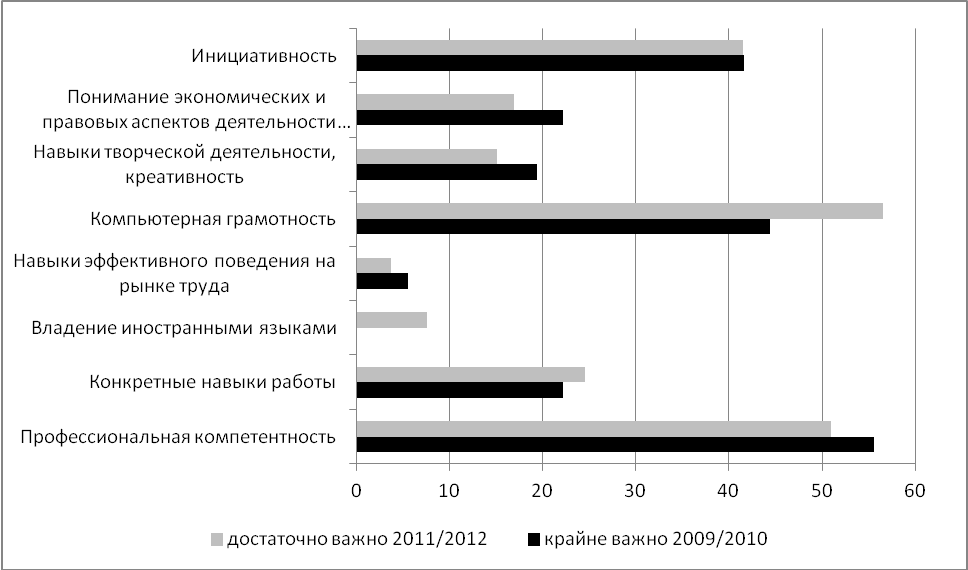 Инициативность
Понимание экономических и
правовых аспектов деятельности…
Навыки творческой деятельности,
креативность
Компьютерная грамотность
Навыки эффективного поведения на
рынке труда
Владение иностранными языками
Конкретные навыки работы
Профессиональная компетентность
0 10 20 30 40 50 60
достаточно важно 2011/2012 крайне важно 2009/2010